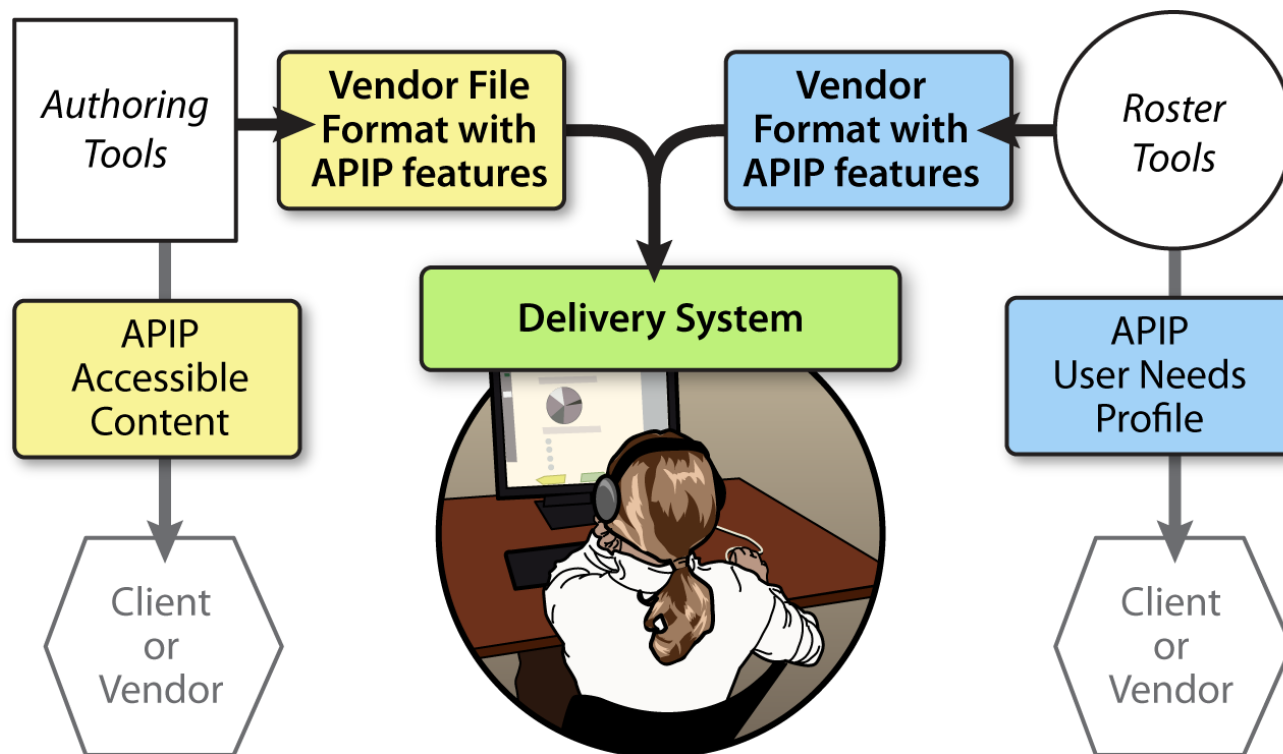 Authoring
Tools
Vendor File
Format with
APIP features
Vendor
Format with
APIP features
Roster
Tools
Delivery System
APIP
Accessible
Content
APIP
User Needs
Profile
Client
or
Vendor
Client
or
Vendor